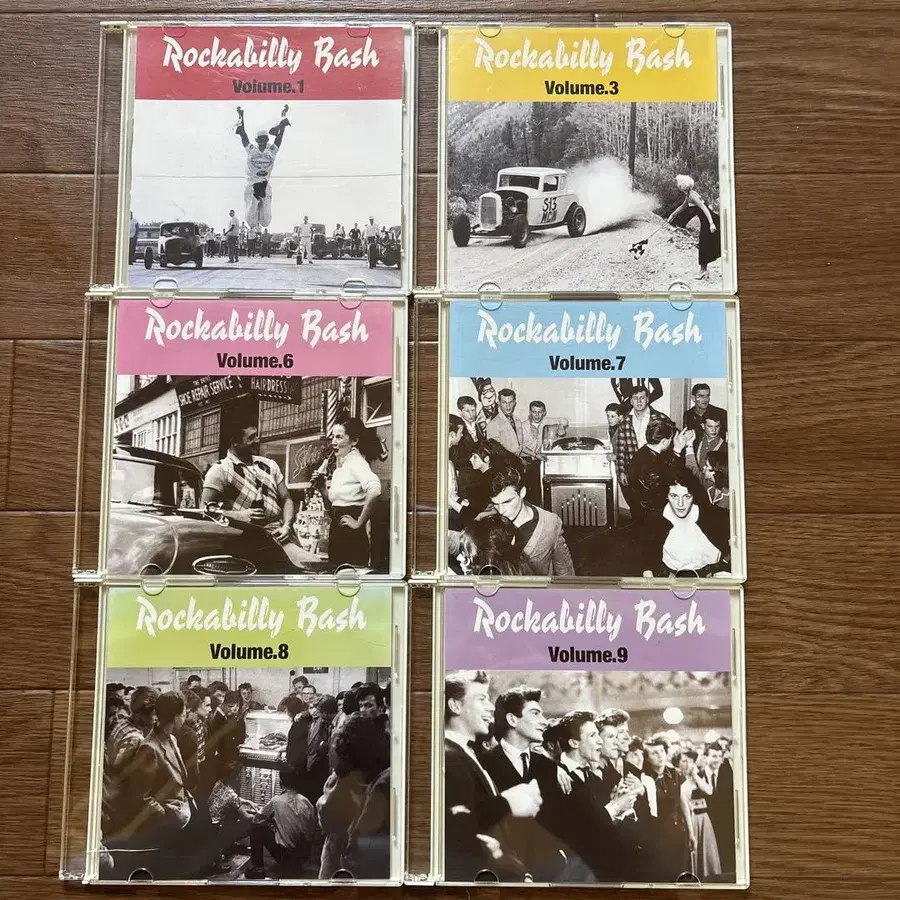 Rockabilly Bash
Volume.1
Rockabilly Bash
Volume.3
513
Rockabilly Bash
Volume.6
SHOE REPAIR SERVICE
HAIRDRESS
Rockabilly Bash
Volume.7
Rockabilly Bash
Volume.8
Rockabilly Bash
Volume.9